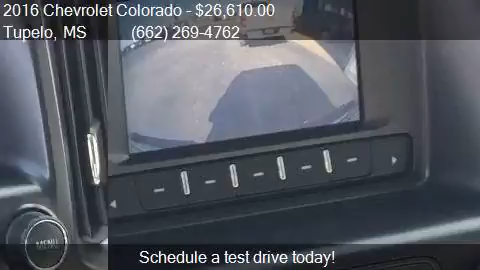 2016 Chevrolet Colorado - $26,610.00
Tupelo, MS (662) 269-4762
MENU
Schedule a test drive today!